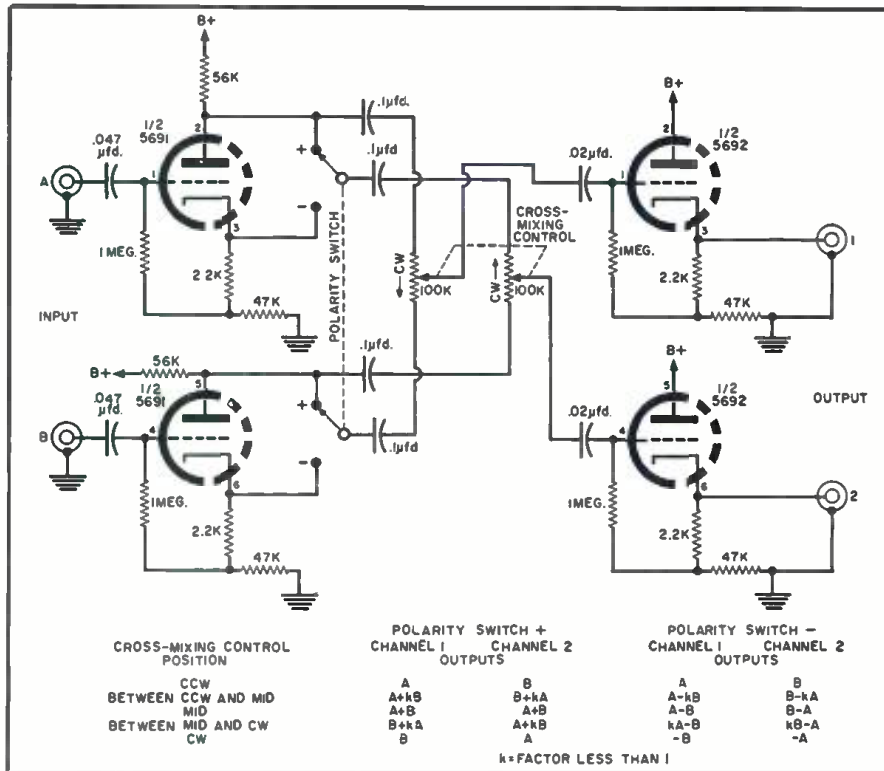 B+
56K
.1µfd.
1/2
5691
2
.047
µfd.
+
.1µfd
A
1
-
3
1 MEG.
2.2K
47K
POLARITY SWITCH
INPUT
CW
100K
CW
100K
CROSS-
MIXING
CONTROL
B+
1/2
5692
2
.02µfd.
1
3
1
1MEG.
2.2K
47K
B+
56K
1/2
5691
5
.1µfd.
.047
µfd.
+
B
4
.1µfd
-
6
1MEG.
2.2K
47K
B+
1/2
5692
5
OUTPUT
.02µfd.
4
6
2
1MEG.
2.2K
47K
CROSS-MIXING CONTROL
POSITION
POLARITY SWITCH +
CHANNEL 1 CHANNEL 2
OUTPUTS
POLARITY SWITCH −
CHANNEL 1 CHANNEL 2
OUTPUTS
CCW A B A B
BETWEEN CCW AND MID A+kB B+kA A-kB B-kA
MID A+B A+B A-B B-A
BETWEEN MID AND CW B+kA A+kB kA-B kB-A
CW B A -B -A
k=FACTOR LESS THAN 1